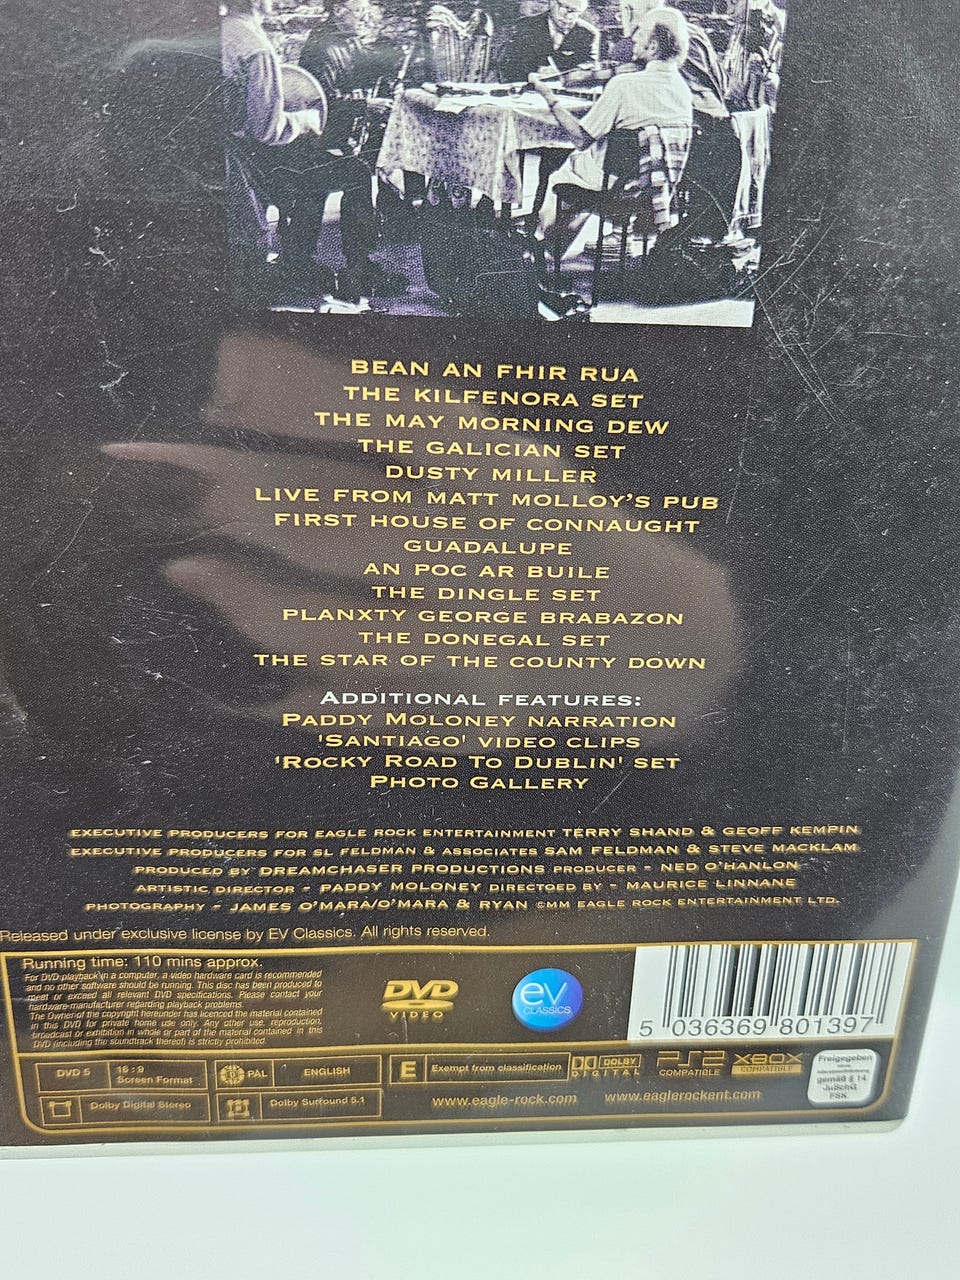 BEAN AN FHIR RUA
THE KILFENORA SET
THE MAY MORNING DEW
THE GALICIAN SET
DUSTY MILLER
LIVE FROM MATT MOLLOY'S PUB
FIRST HOUSE OF CONNAUGHT
GUADALUPE
AN POC AR BUILE
THE DINGLE SET
PLANXTY GEORGE BRABAZON
THE DONEGAL SET
THE STAR OF THE COUNTY DOWN
ADDITIONAL FEATURES:
PADDY MOLONEY NARRATION
'SANTIAGO' VIDEO CLIPS
'ROCKY ROAD TO DUBLIN' SET
PHOTO GALLERY
EXECUTIVE PRODUCERS FOR EAGLE ROCK ENTERTAINMENT TERRY SHAND & GEOFF KEMPIN
EXECUTIVE PRODUCERS FOR SL FELDMAN & ASSOCIATES SAM FELDMAN & STEVE MACKLAM
PRODUCED BY DREAMCHASER PRODUCTIONS PRODUCER - NED O'HANLON
ARTISTIC DIRECTOR - PADDY MOLONEY DIRECTOED BY - MAURICE LINNANE
PHOTOGRAPHY - JAMES O'MARA/O'MARA & RYAN ©MM EAGLE ROCK ENTERTAINMENT LTD.
Released under exclusive license by EV Classics. All rights reserved.
Running time: 110 mins approx.
For DVD playback in a computer, a video hardware card is recommended
and no other software should be running. This disc has been produced to
meet or exceed all relevant DVD specifications. Please contact your
hardware manufacturer regarding playback problems.
The Owner of the copyright hereunder has licenced the material contained
in this DVD for private home use only. Any other use, reproduction,
broadcast or exhibition in whole or part of the material contained in this
DVD (including the soundtrack thereof) is strictly prohibited.
DVD VIDEO
ev CLASSICS
5 036369 801397
DVD 5
16:9
Screen Format
PAL
ENGLISH
E Exempt from classification
DOLBY DIGITAL
PS2 COMPATIBLE
XBOX COMPATIBLE
Freigegeben
ohne
Altersbeschränkung
gemäß § 14
JuSchG
FSK
Dolby Digital Stereo
Dolby Surround 5.1
www.eagle-rock.com
www.eaglerockent.com